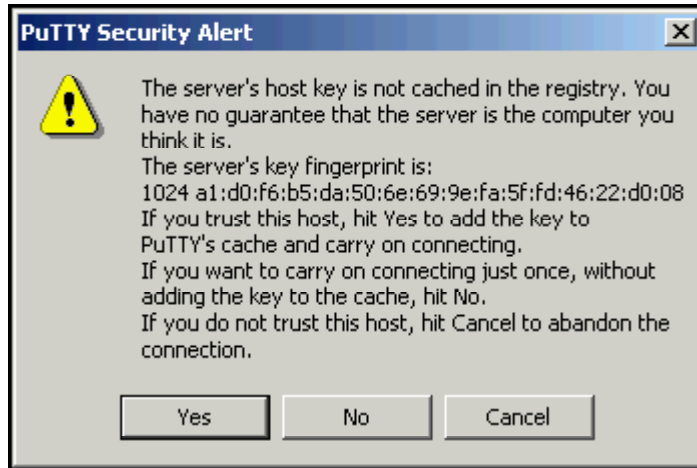 PuTTY Security Alert
The server's host key is not cached in the registry. You
have no guarantee that the server is the computer you
think it is.
The server's key fingerprint is:
1024 a1:d0:f6:b5:da:50:6e:69:9e:fa:5f:fd:46:22:d0:08
If you trust this host, hit Yes to add the key to
PuTTY's cache and carry on connecting.
If you want to carry on connecting just once, without
adding the key to the cache, hit No.
If you do not trust this host, hit Cancel to abandon the
connection.
Yes No Cancel